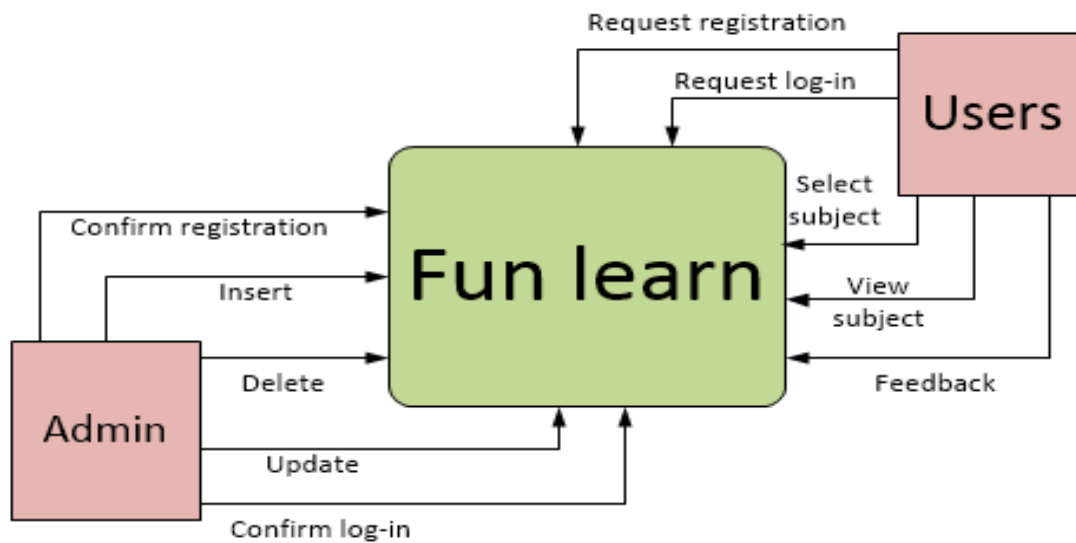 Request registration
Request log-in
Users
Select
subject
Confirm registration
Fun learn
Insert
View
subject
Delete
Feedback
Admin
Update
Confirm log-in